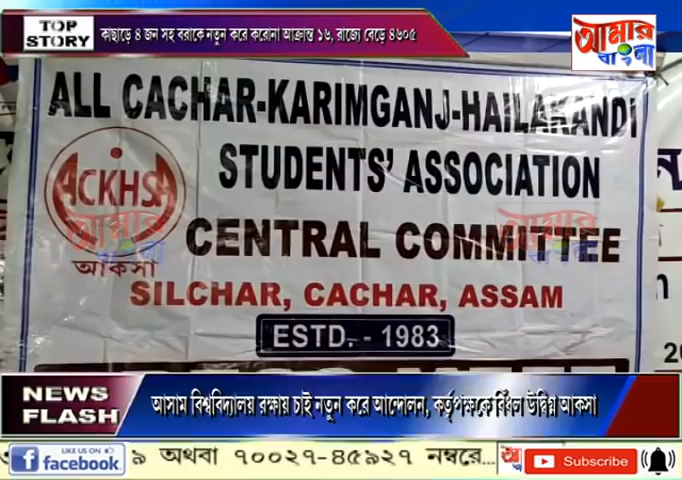 TOP STORY
কাছাড়ে ৪ জন সহ বরাকে নতুন করে করোনা আক্রান্ত ১৬, রাজ্যে বেড়ে ৪৬০৫
আমার বাংলা
ALL CACHAR-KARIMGANJ-HAILAKANDI
STUDENTS' ASSOCIATION
ACKHSA
আকসা
CENTRAL COMMITTEE
SILCHAR, CACHAR, ASSAM
ESTD. - 1983
NEWS FLASH
আসাম বিশ্ববিদ্যালয় রক্ষায় চাই নতুন করে আন্দোলন, কর্তৃপক্ষকে বিঁধল উদ্বিগ্ন আকসা
LIKE US ON
facebook
৯ অথবা ৭০০২৭-৪৫৯২৭ নম্বরে...
Subscribe